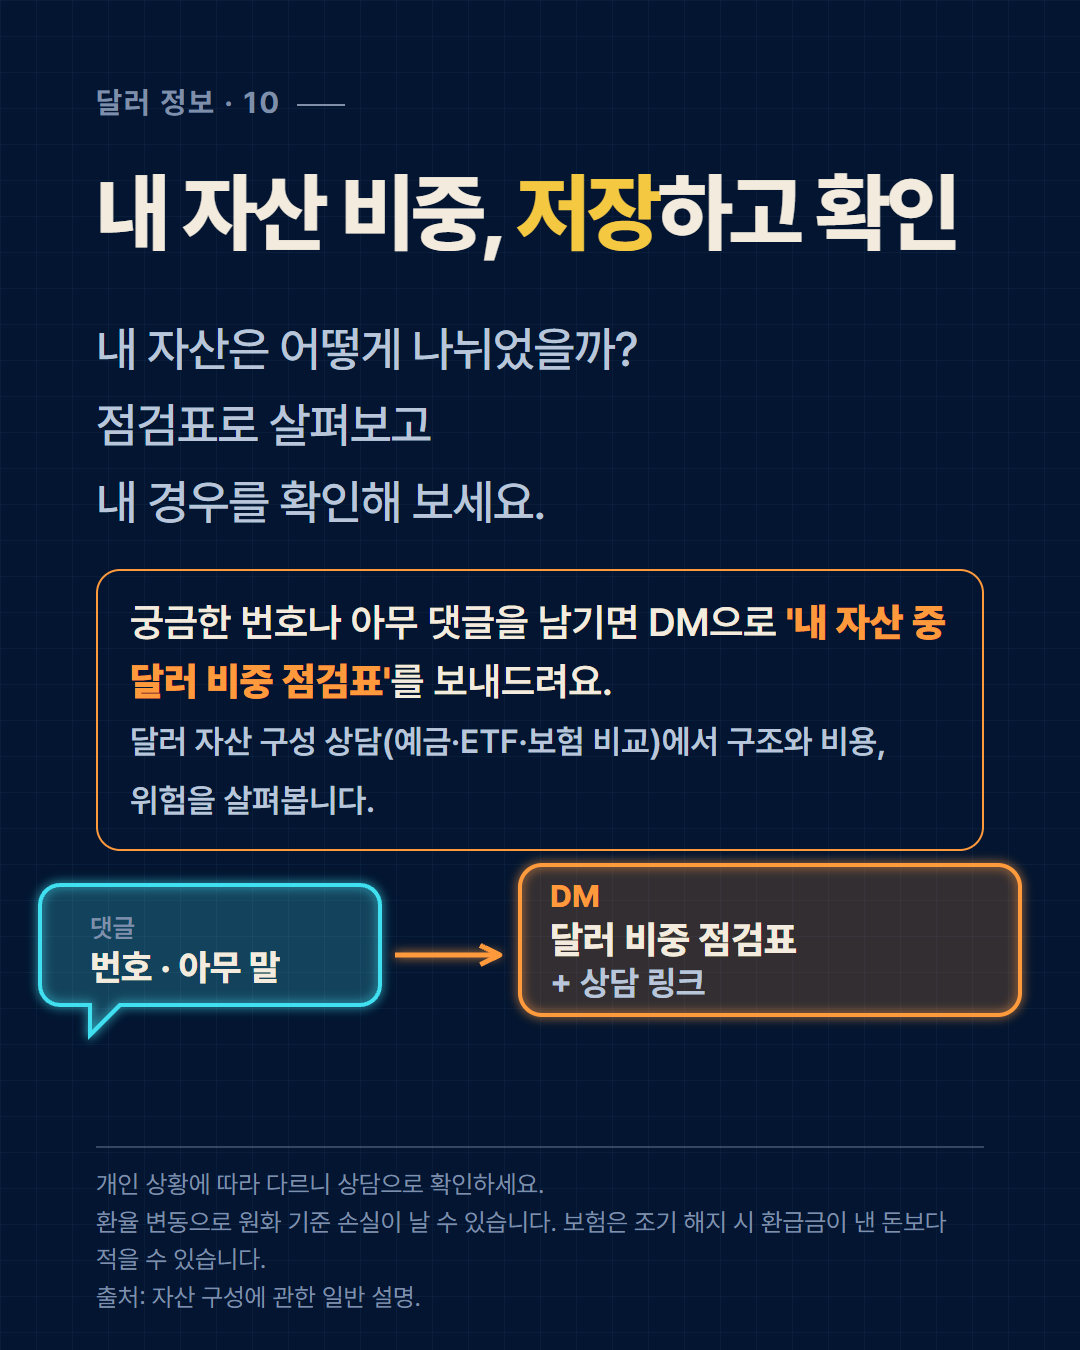 달러 정보 · 10
내 자산 비중, 저장하고 확인
내 자산은 어떻게 나뉘었을까?
점검표로 살펴보고
내 경우를 확인해 보세요.
궁금한 번호나 아무 댓글을 남기면 DM으로 '내 자산 중
달러 비중 점검표'를 보내드려요.
달러 자산 구성 상담(예금·ETF·보험 비교)에서 구조와 비용,
위험을 살펴봅니다.
댓글
번호 · 아무 말
DM
달러 비중 점검표
+ 상담 링크
개인 상황에 따라 다르니 상담으로 확인하세요.
환율 변동으로 원화 기준 손실이 날 수 있습니다. 보험은 조기 해지 시 환급금이 낸 돈보다
적을 수 있습니다.
출처: 자산 구성에 관한 일반 설명.